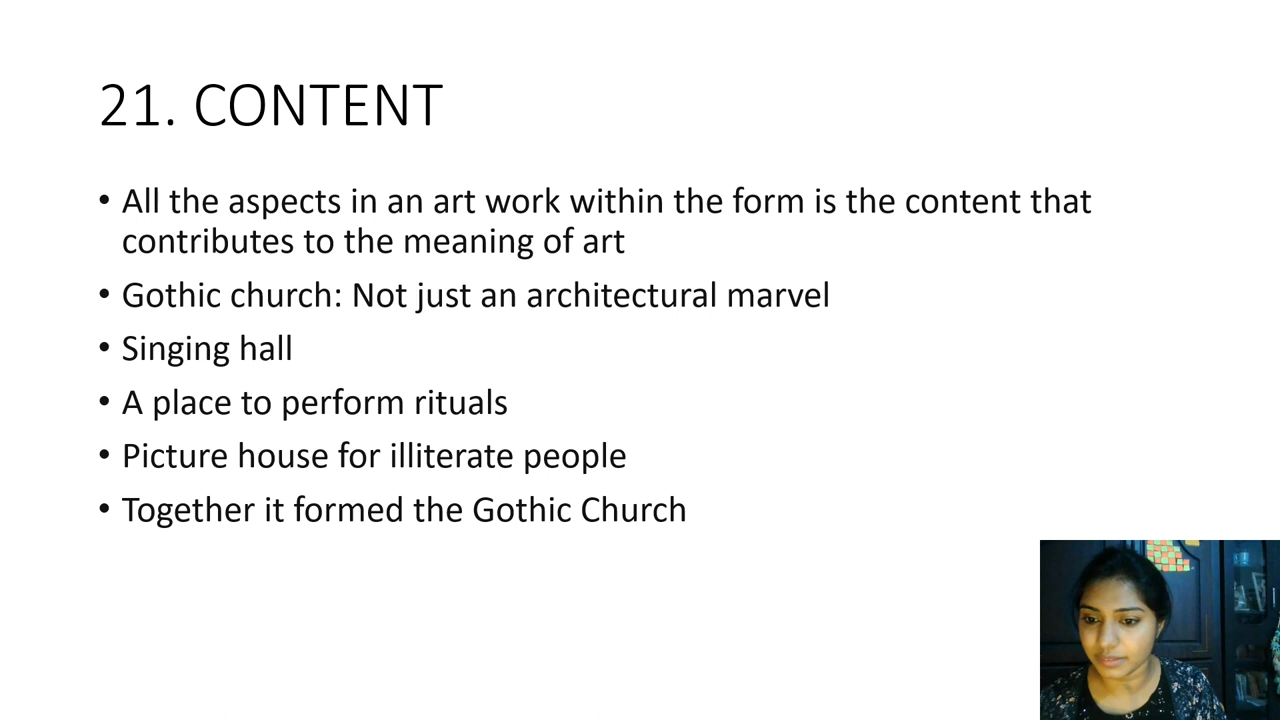 21. CONTENT
• All the aspects in an art work within the form is the content that
contributes to the meaning of art
• Gothic church: Not just an architectural marvel
• Singing hall
• A place to perform rituals
• Picture house for illiterate people
• Together it formed the Gothic Church